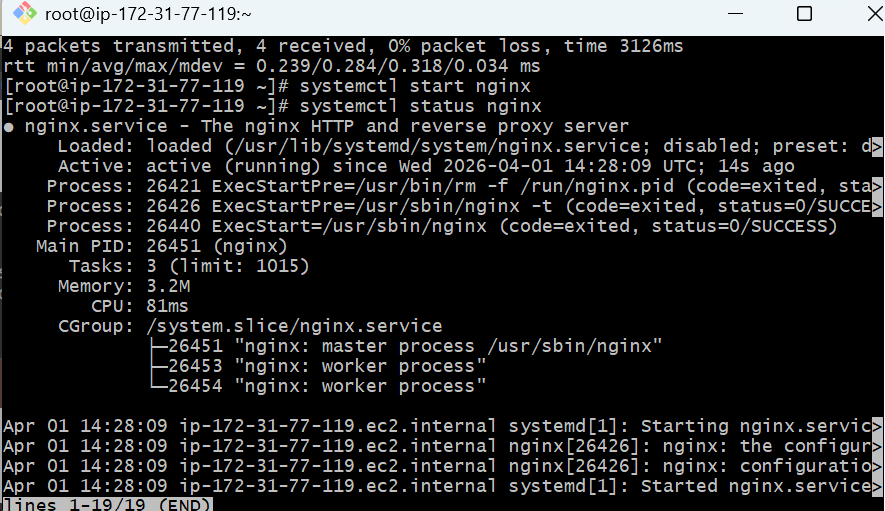 root@ip-172-31-77-119:~
4 packets transmitted, 4 received, 0% packet loss, time 3126ms
rtt min/avg/max/mdev = 0.239/0.284/0.318/0.034 ms
[root@ip-172-31-77-119 ~]# systemctl start nginx
[root@ip-172-31-77-119 ~]# systemctl status nginx
● nginx.service - The nginx HTTP and reverse proxy server
     Loaded: loaded (/usr/lib/systemd/system/nginx.service; disabled; preset: d>
     Active: active (running) since Wed 2026-04-01 14:28:09 UTC; 14s ago
    Process: 26421 ExecStartPre=/usr/bin/rm -f /run/nginx.pid (code=exited, sta>
    Process: 26426 ExecStartPre=/usr/sbin/nginx -t (code=exited, status=0/SUCCE>
    Process: 26440 ExecStart=/usr/sbin/nginx (code=exited, status=0/SUCCESS)
   Main PID: 26451 (nginx)
      Tasks: 3 (limit: 1015)
     Memory: 3.2M
        CPU: 81ms
     CGroup: /system.slice/nginx.service
             ├─26451 "nginx: master process /usr/sbin/nginx"
             ├─26453 "nginx: worker process"
             └─26454 "nginx: worker process"
Apr 01 14:28:09 ip-172-31-77-119.ec2.internal systemd[1]: Starting nginx.servic>
Apr 01 14:28:09 ip-172-31-77-119.ec2.internal nginx[26426]: nginx: the configur>
Apr 01 14:28:09 ip-172-31-77-119.ec2.internal nginx[26426]: nginx: configuratio>
Apr 01 14:28:09 ip-172-31-77-119.ec2.internal systemd[1]: Started nginx.service>
lines 1-19/19 (END)